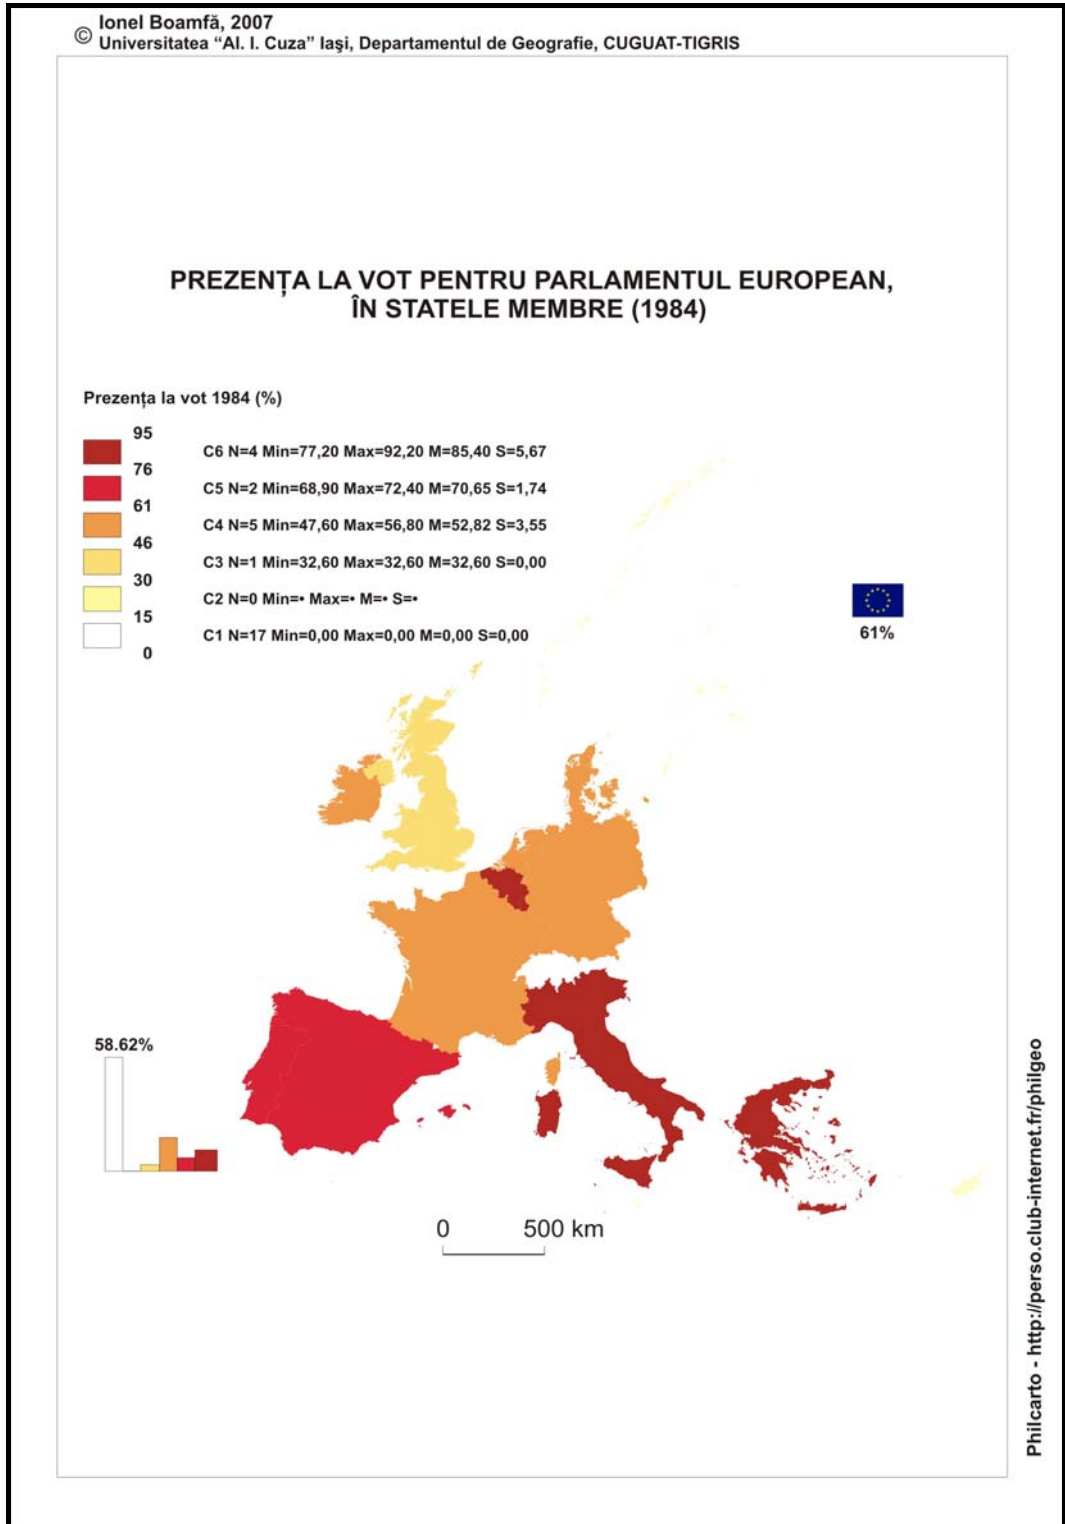 © Ionel Boamfă, 2007
Universitatea “Al. I. Cuza” Iaşi, Departamentul de Geografie, CUGUAT-TIGRIS
PREZENŢA LA VOT PENTRU PARLAMENTUL EUROPEAN,
ÎN STATELE MEMBRE (1984)
Prezenţa la vot 1984 (%)
95
C6 N=4 Min=77,20 Max=92,20 M=85,40 S=5,67
76
C5 N=2 Min=68,90 Max=72,40 M=70,65 S=1,74
61
C4 N=5 Min=47,60 Max=56,80 M=52,82 S=3,55
46
C3 N=1 Min=32,60 Max=32,60 M=32,60 S=0,00
30
C2 N=0 Min=• Max=• M=• S=•
15
C1 N=17 Min=0,00 Max=0,00 M=0,00 S=0,00
0
61%
58.62%
0 500 km
Philcarto - http://perso.club-internet.fr/philgeo